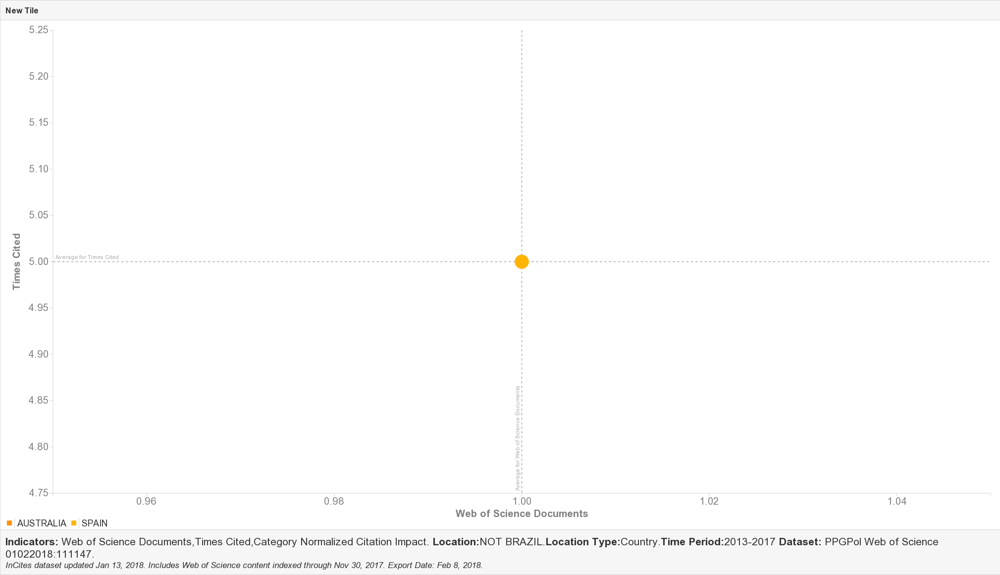 New Tile
5.25
5.20
5.15
5.10
5.05
5.00
4.95
4.90
4.85
4.80
4.75
Times Cited
Average for Times Cited
Average for Web of Science Documents
0.96 0.98 1.00 1.02 1.04
Web of Science Documents
AUSTRALIA SPAIN
Indicators: Web of Science Documents,Times Cited,Category Normalized Citation Impact. Location:NOT BRAZIL.Location Type:Country.Time Period:2013-2017 Dataset: PPGPol Web of Science
01022018:111147.
InCites dataset updated Jan 13, 2018. Includes Web of Science content indexed through Nov 30, 2017. Export Date: Feb 8, 2018.